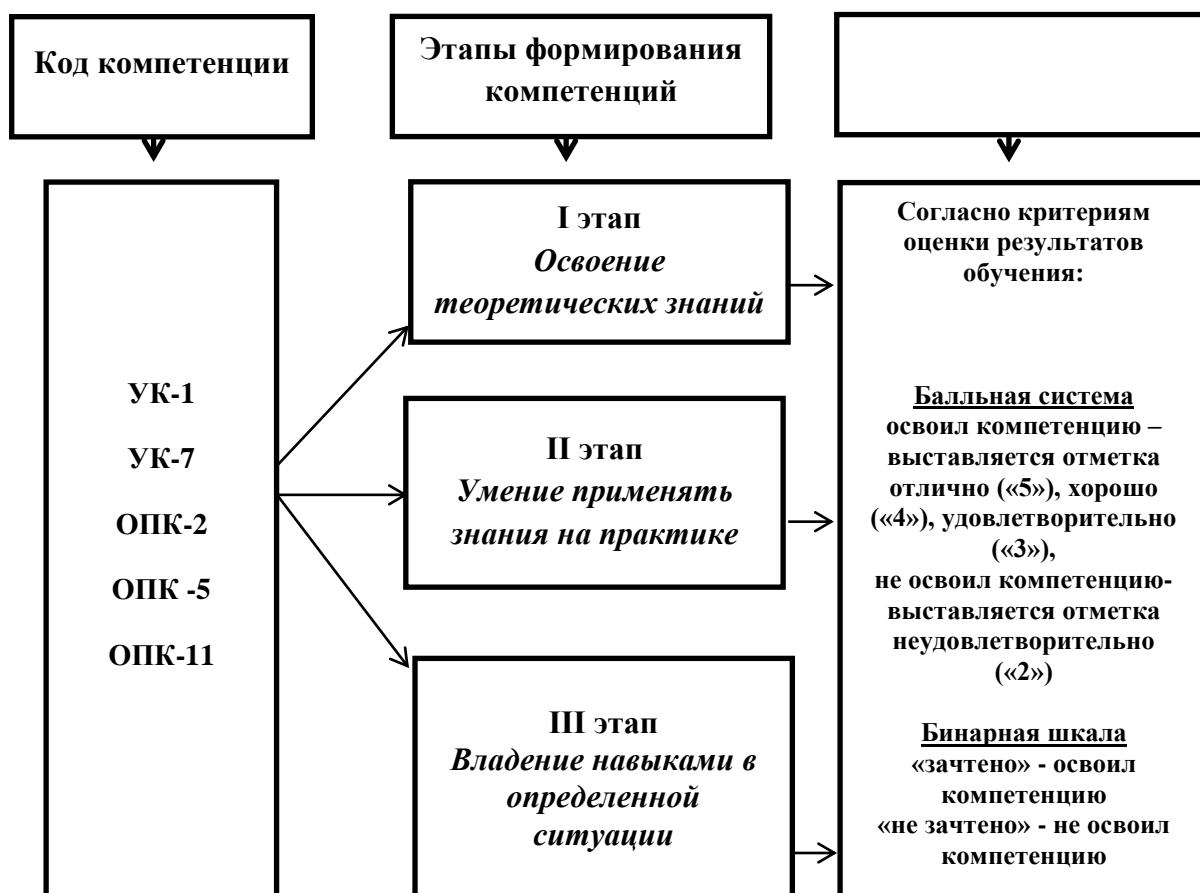 Код компетенции
Этапы формирования
компетенций
УК-1
УК-7
ОПК-2
ОПК -5
ОПК-11
I этап
Освоение
теоретических знаний
II этап
Умение применять
знания на практике
III этап
Владение навыками в
определенной
ситуации
Согласно критериям
оценки результатов
обучения:
Балльная система
освоил компетенцию –
выставляется отметка
отлично («5»), хорошо
(«4»), удовлетворительно
(«3»),
не освоил компетенцию-
выставляется отметка
неудовлетворительно
(«2»)
Бинарная шкала
«зачтено» - освоил
компетенцию
«не зачтено» - не освоил
компетенцию